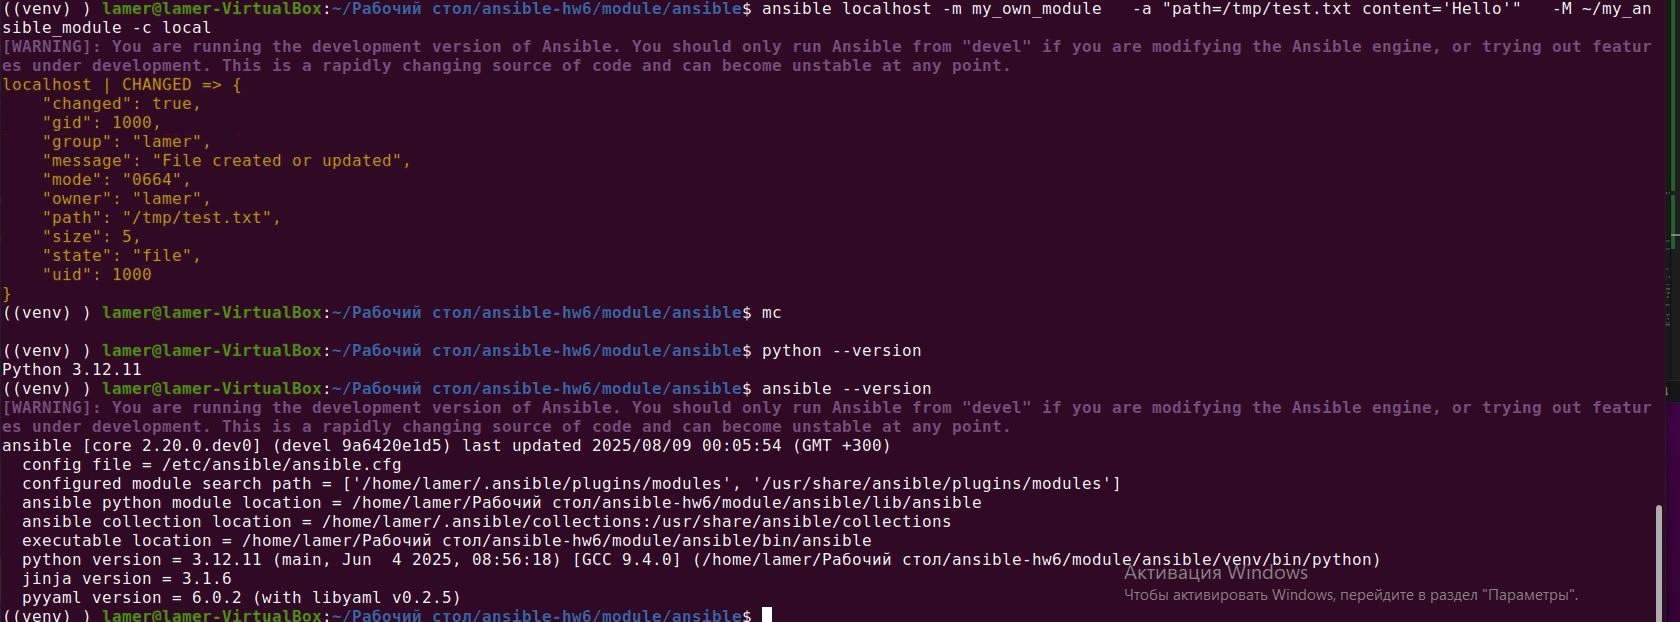 ((venv) ) lamer@lamer-VirtualBox:~/Рабочий стол/ansible-hw6/module/ansible$ ansible localhost -m my_own_module   -a "path=/tmp/test.txt content='Hello'"   -M ~/my_an
sible_module -c local
[WARNING]: You are running the development version of Ansible. You should only run Ansible from "devel" if you are modifying the Ansible engine, or trying out featur
es under development. This is a rapidly changing source of code and can become unstable at any point.
localhost | CHANGED => {
    "changed": true,
    "gid": 1000,
    "group": "lamer",
    "message": "File created or updated",
    "mode": "0664",
    "owner": "lamer",
    "path": "/tmp/test.txt",
    "size": 5,
    "state": "file",
    "uid": 1000
}
((venv) ) lamer@lamer-VirtualBox:~/Рабочий стол/ansible-hw6/module/ansible$ mc
((venv) ) lamer@lamer-VirtualBox:~/Рабочий стол/ansible-hw6/module/ansible$ python --version
Python 3.12.11
((venv) ) lamer@lamer-VirtualBox:~/Рабочий стол/ansible-hw6/module/ansible$ ansible --version
[WARNING]: You are running the development version of Ansible. You should only run Ansible from "devel" if you are modifying the Ansible engine, or trying out featur
es under development. This is a rapidly changing source of code and can become unstable at any point.
ansible [core 2.20.0.dev0] (devel 9a6420e1d5) last updated 2025/08/09 00:05:54 (GMT +300)
  config file = /etc/ansible/ansible.cfg
  configured module search path = ['/home/lamer/.ansible/plugins/modules', '/usr/share/ansible/plugins/modules']
  ansible python module location = /home/lamer/Рабочий стол/ansible-hw6/module/ansible/lib/ansible
  ansible collection location = /home/lamer/.ansible/collections:/usr/share/ansible/collections
  executable location = /home/lamer/Рабочий стол/ansible-hw6/module/ansible/bin/ansible
  python version = 3.12.11 (main, Jun  4 2025, 08:56:18) [GCC 9.4.0] (/home/lamer/Рабочий стол/ansible-hw6/module/ansible/venv/bin/python)
  jinja version = 3.1.6
  pyyaml version = 6.0.2 (with libyaml v0.2.5)
((venv) ) lamer@lamer-VirtualBox:~/Рабочий стол/ansible-hw6/module/ansible$
Активация Windows
Чтобы активировать Windows, перейдите в раздел "Параметры".